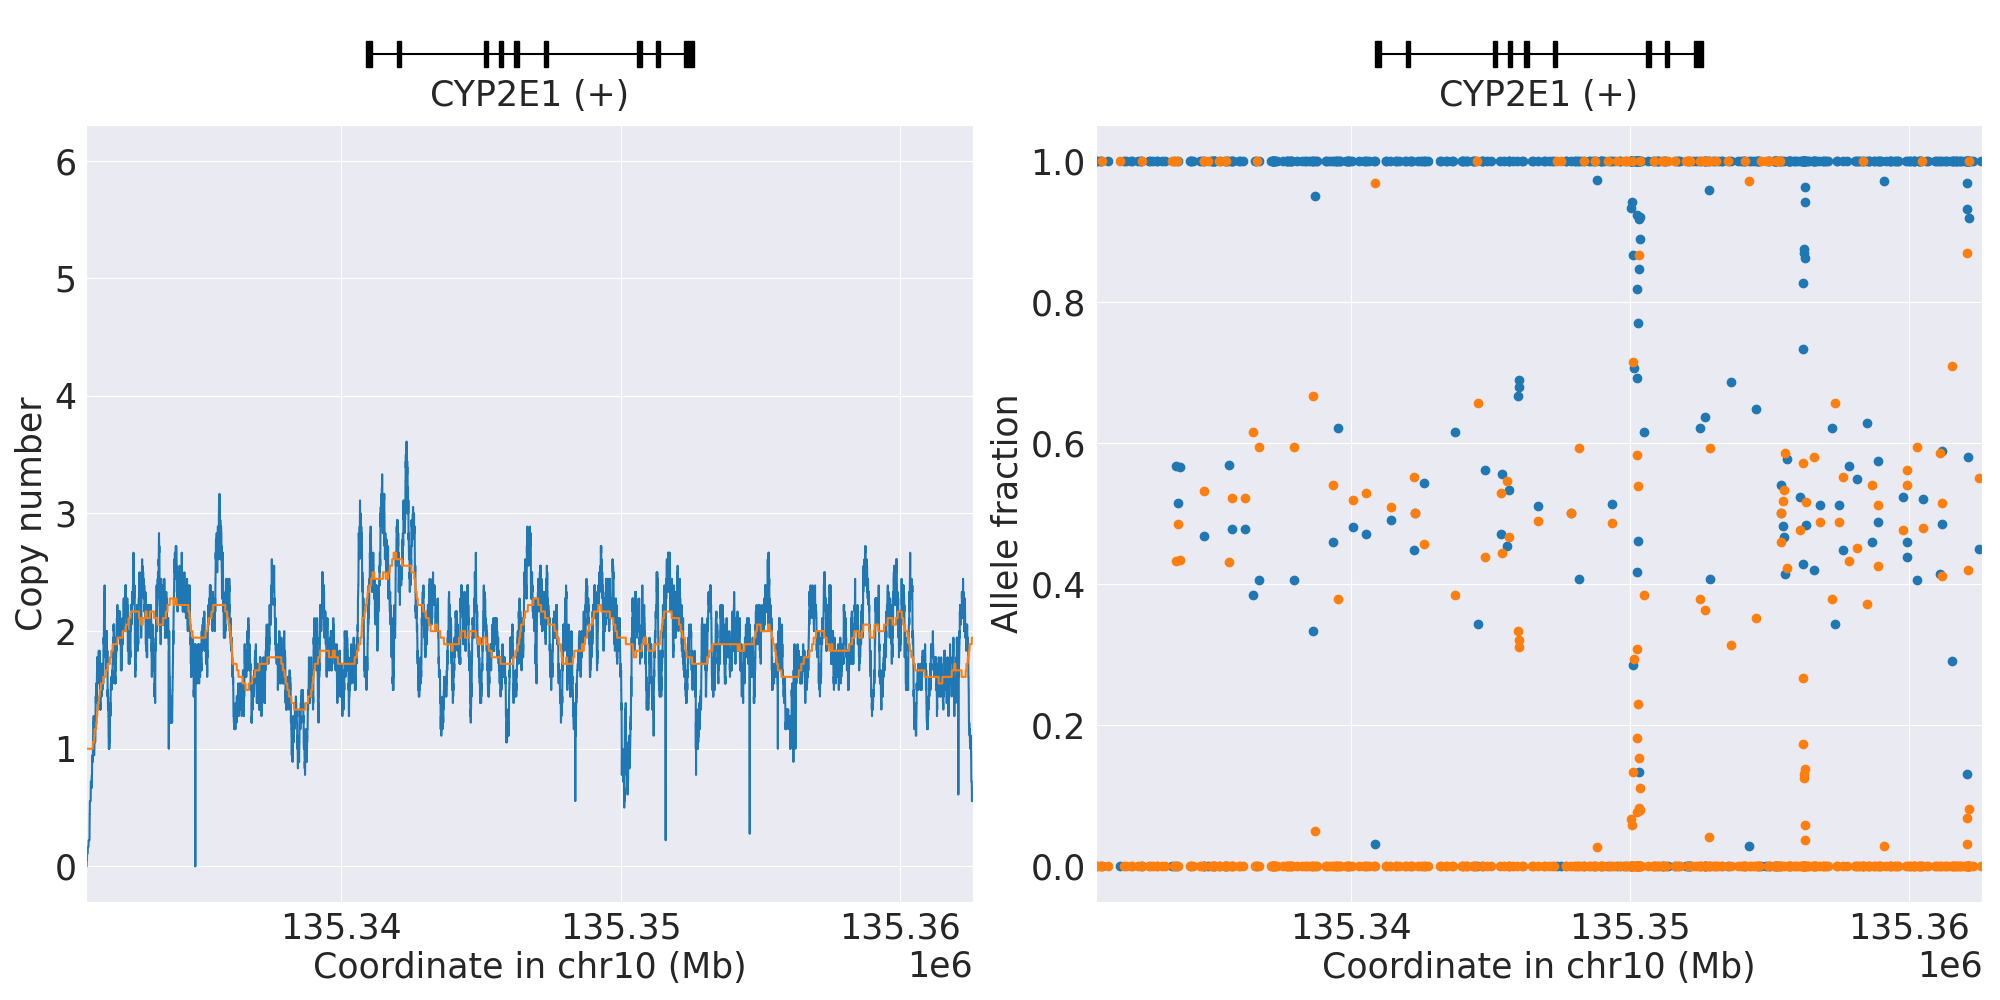 CYP2E1 (+)
6
5
4
3
2
1
0
Copy number
135.34 135.35 135.36
Coordinate in chr10 (Mb)
1e6
CYP2E1 (+)
1.0
0.8
0.6
0.4
0.2
0.0
Allele fraction
135.34 135.35 135.36
Coordinate in chr10 (Mb)
1e6